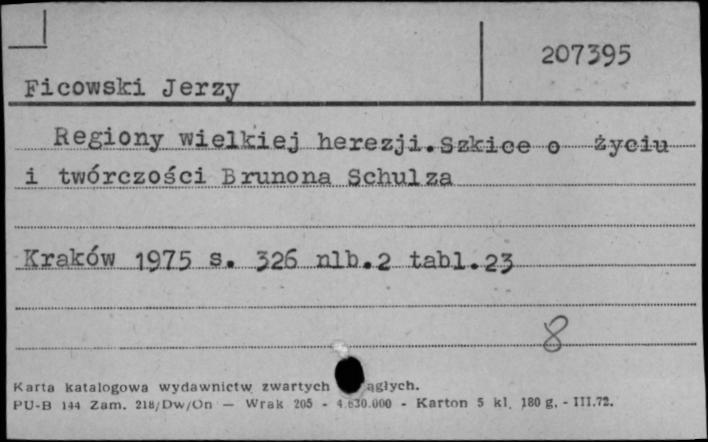 207395
Ficowski Jerzy
Regiony wielkiej herezji. Szkice o życiu
i twórczości Brunona Schulza
Kraków 1975 s. 326 nlb.2 tabl.23
8
Karta katalogowa wydawnictw zwartych ągłych.
PU-B 144 Zam. 218/Dw/On — Wrak 205 - 4.630.000 - Karton 5 kl. 180 g. - III.72.